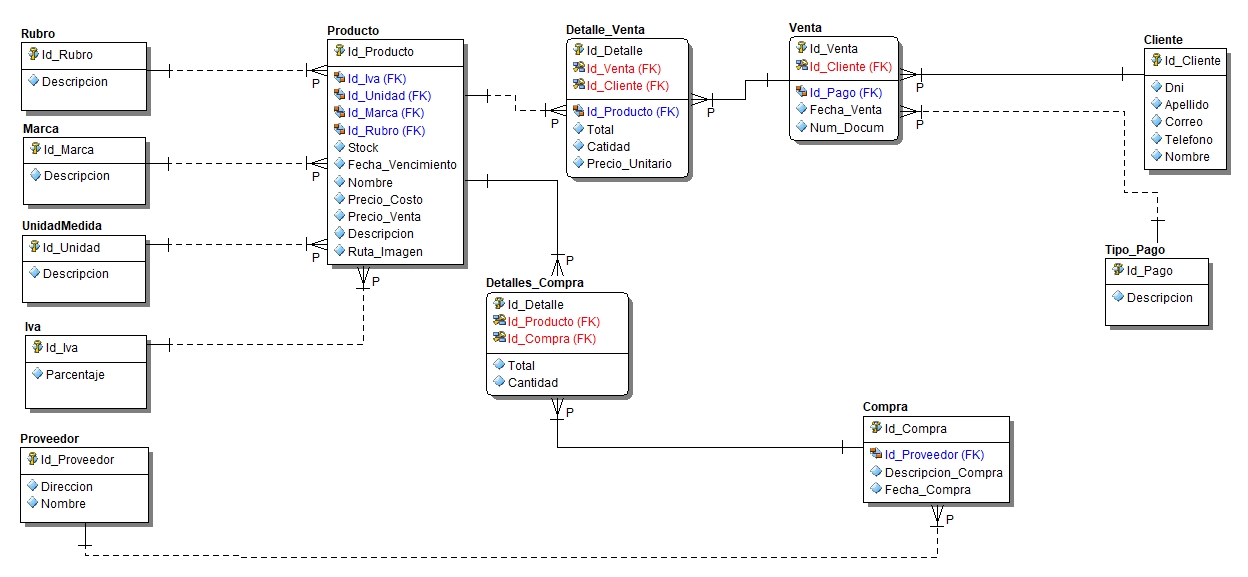 Rubro
Id_Rubro
Descripcion
Marca
Id_Marca
Descripcion
UnidadMedida
Id_Unidad
Descripcion
Iva
Id_Iva
Parcentaje
Proveedor
Id_Proveedor
Direccion
Nombre
Producto
Id_Producto
Id_Iva (FK)
Id_Unidad (FK)
Id_Marca (FK)
Id_Rubro (FK)
Stock
Fecha_Vencimiento
Nombre
Precio_Costo
Precio_Venta
Descripcion
Ruta_Imagen
P
P
P
P
Detalle_Venta
Id_Detalle
Id_Venta (FK)
Id_Cliente (FK)
Id_Producto (FK)
Total
Catidad
Precio_Unitario
P
P
Detalles_Compra
Id_Detalle
Id_Producto (FK)
Id_Compra (FK)
Total
Cantidad
P
P
Venta
Id_Venta
Id_Cliente (FK)
Id_Pago (FK)
Fecha_Venta
Num_Docum
P
P
Cliente
Id_Cliente
Dni
Apellido
Correo
Telefono
Nombre
Tipo_Pago
Id_Pago
Descripcion
Compra
Id_Compra
Id_Proveedor (FK)
Descripcion_Compra
Fecha_Compra
P